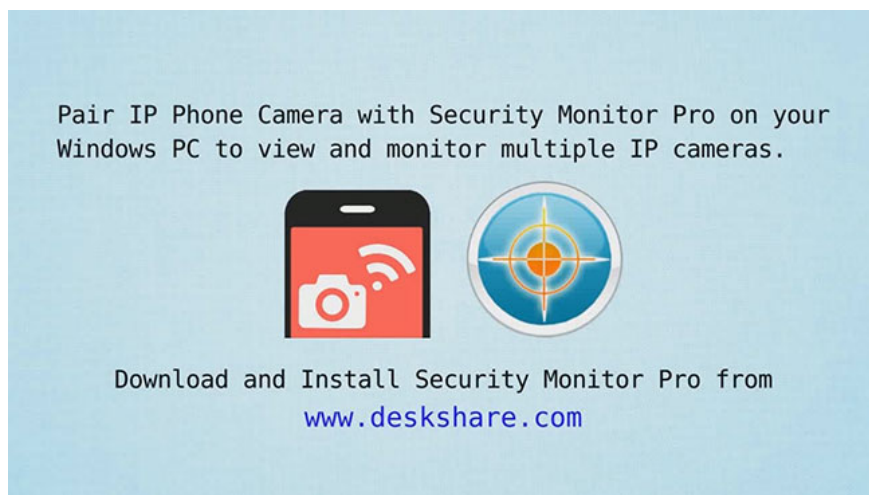 Pair IP Phone Camera with Security Monitor Pro on your
Windows PC to view and monitor multiple IP cameras.
Download and Install Security Monitor Pro from
www.deskshare.com